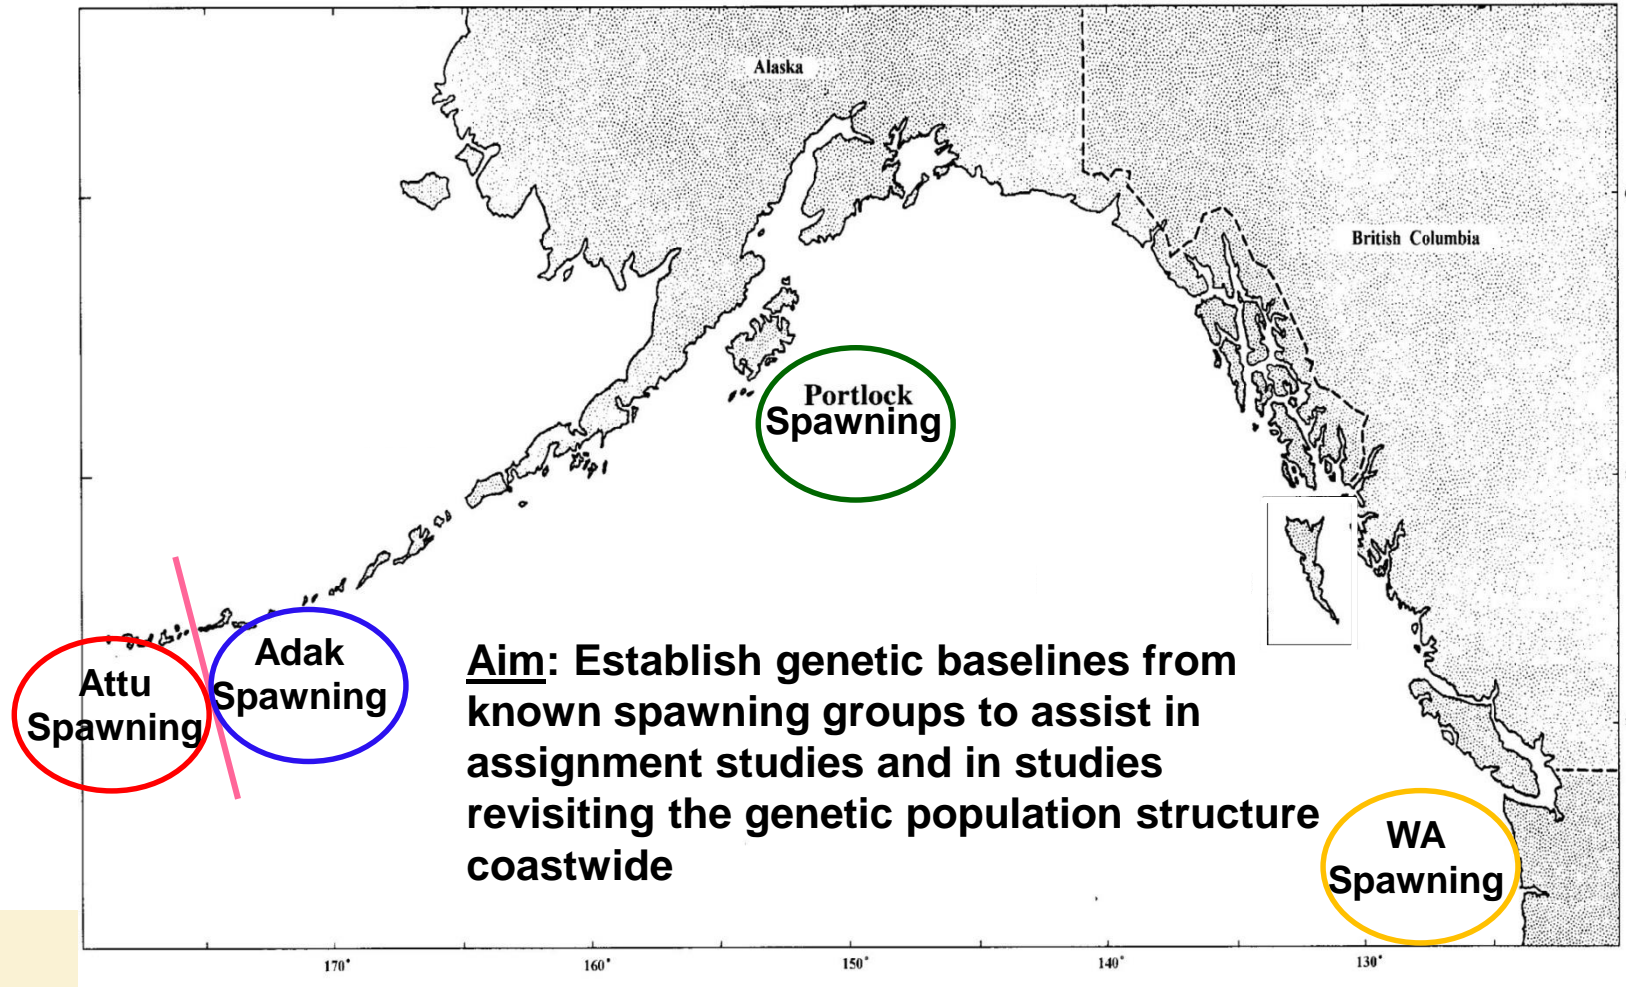 Alaska
British Columbia
Portlock
Spawning
Adak
Spawning
Attu
Spawning
Aim: Establish genetic baselines from
known spawning groups to assist in
assignment studies and in studies
revisiting the genetic population structure
coastwide
WA
Spawning
170° 160° 150° 140° 130°